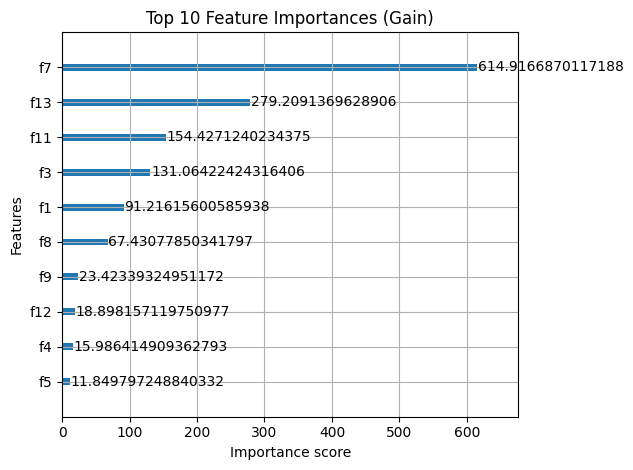 Top 10 Feature Importances (Gain)
f7 614.9166870117188
f13 279.2091369628906
f11 154.4271240234375
f3 131.06422424316406
f1 91.21615600585938
f8 67.43077850341797
f9 23.42339324951172
f12 18.898157119750977
f4 15.986414909362793
f5 11.849797248840332
Features
0 100 200 300 400 500 600
Importance score